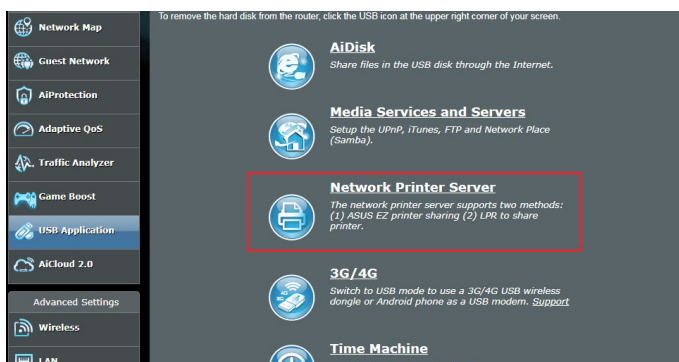 To remove the hard disk from the router, click the USB icon at the upper right corner of your screen.
Network Map
Guest Network
AiProtection
Adaptive QoS
Traffic Analyzer
Game Boost
USB Application
AiCloud 2.0
Advanced Settings
Wireless
LAN
AiDisk
Share files in the USB disk through the Internet.
Media Services and Servers
Setup the UPnP, iTunes, FTP and Network Place
(Samba).
Network Printer Server
The network printer server supports two methods:
(1) ASUS EZ printer sharing (2) LPR to share
printer.
3G/4G
Switch to USB mode to use a 3G/4G USB wireless
dongle or Android phone as a USB modem. Support
Time Machine